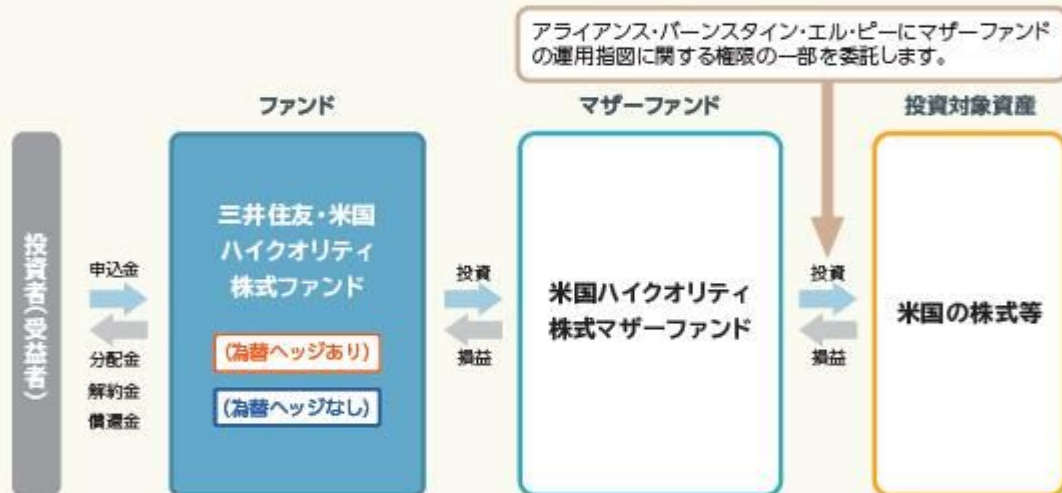 アライアンス・バーンスタイン・エル・ピーにマザーファンド
の運用指図に関する権限の一部を委託します。
ファンド
マザーファンド
投資対象資産
投資者(受益者)
申込金
分配金
解約金
償還金
三井住友・米国
ハイクオリティ
株式ファンド
(為替ヘッジあり)
(為替ヘッジなし)
投資
損益
米国ハイクオリティ
株式マザーファンド
投資
損益
米国の株式等